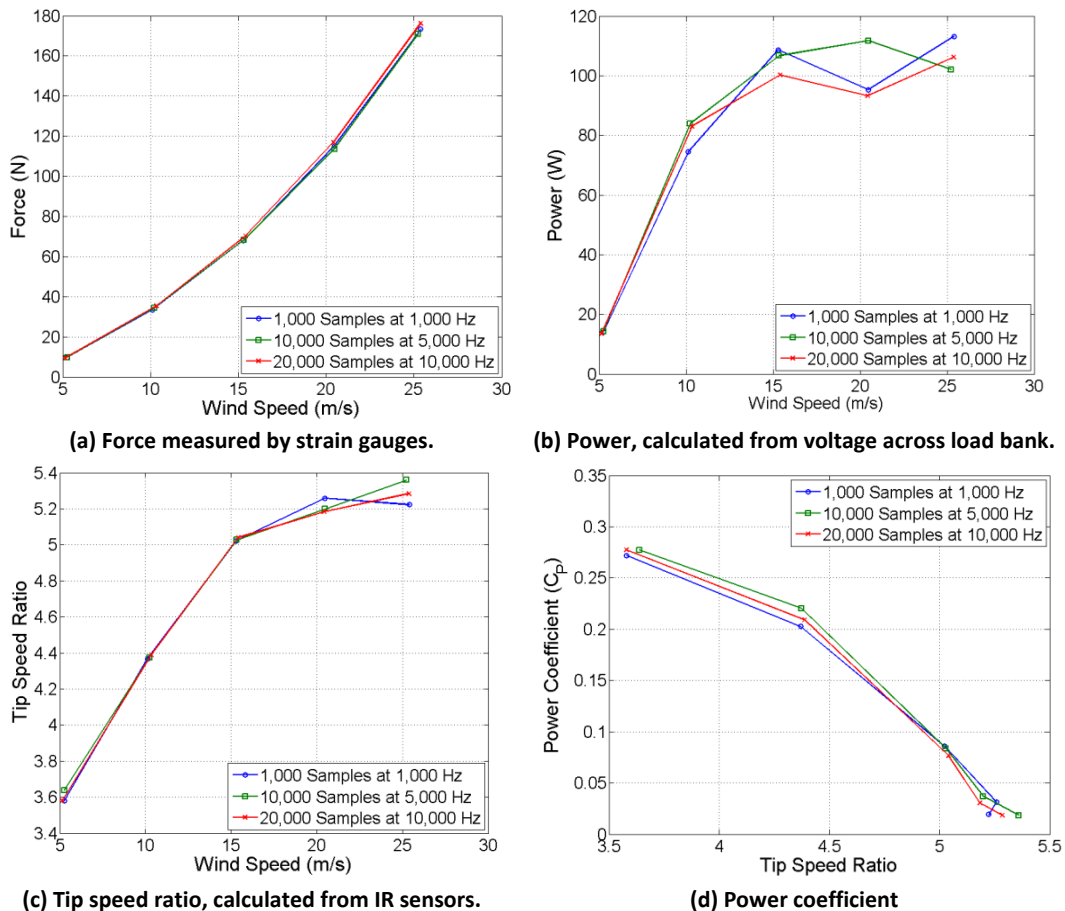 180
160
140
120
100
80
60
40
20
0
Force (N)
5 10 15 20 25 30
Wind Speed (m/s)
1,000 Samples at 1,000 Hz
10,000 Samples at 5,000 Hz
20,000 Samples at 10,000 Hz
(a) Force measured by strain gauges.
120
100
80
60
40
20
0
Power (W)
5 10 15 20 25 30
Wind Speed (m/s)
1,000 Samples at 1,000 Hz
10,000 Samples at 5,000 Hz
20,000 Samples at 10,000 Hz
(b) Power, calculated from voltage across load bank.
5.4
5.2
5
4.8
4.6
4.4
4.2
4
3.8
3.6
3.4
Tip Speed Ratio
5 10 15 20 25 30
Wind Speed (m/s)
1,000 Samples at 1,000 Hz
10,000 Samples at 5,000 Hz
20,000 Samples at 10,000 Hz
(c) Tip speed ratio, calculated from IR sensors.
0.35
0.3
0.25
0.2
0.15
0.1
0.05
0
Power Coefficient (C_P)
3.5 4 4.5 5 5.5
Tip Speed Ratio
1,000 Samples at 1,000 Hz
10,000 Samples at 5,000 Hz
20,000 Samples at 10,000 Hz
(d) Power coefficient